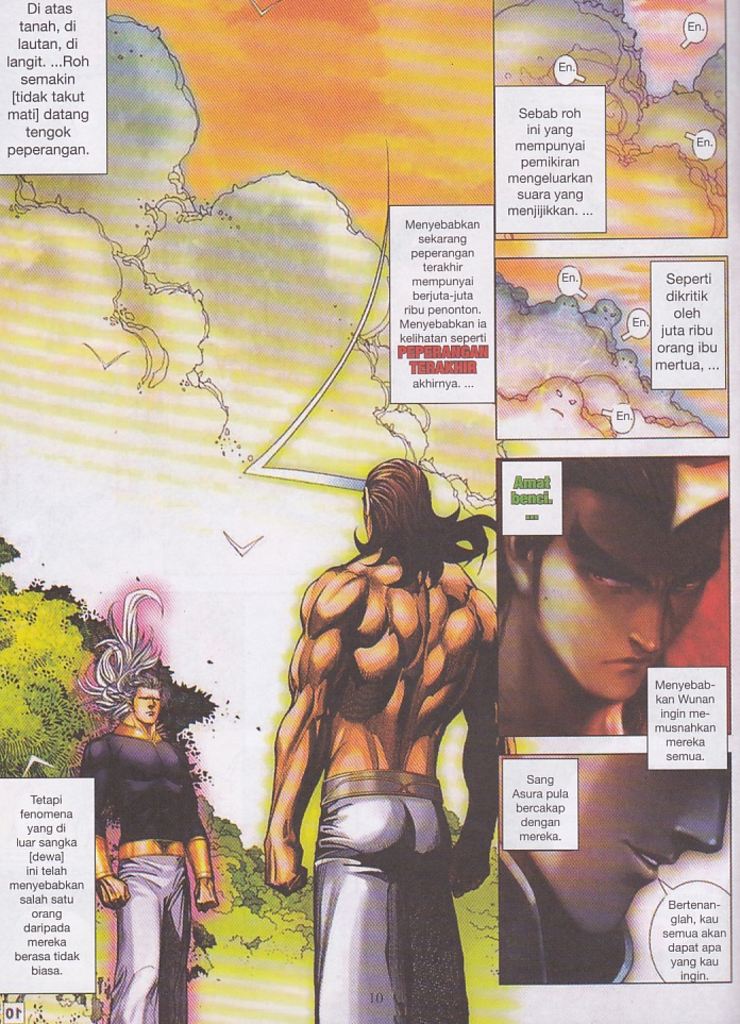 Di atas
tanah, di
lautan, di
langit. ...Roh
semakin
[tidak takut
mati] datang
tengok
peperangan.
En.
En.
En.
Sebab roh
ini yang
mempunyai
pemikiran
mengeluarkan
suara yang
menjijikkan. ...
Menyebabkan
sekarang
peperangan
terakhir
mempunyai
berjuta-juta
ribu penonton.
Menyebabkan ia
kelihatan seperti
PEPERANGAN
TERAKHIR
akhirnya. ...
En.
En.
En.
Seperti
dikritik
oleh
juta ribu
orang ibu
mertua, ...
Amat
benci.
...
Menyebab-
kan Wunan
ingin me-
musnahkan
mereka
semua.
Tetapi
fenomena
yang di
luar sangka
[dewa]
ini telah
menyebabkan
salah satu
orang
daripada
mereka
berasa tidak
biasa.
Sang
Asura pula
bercakap
dengan
mereka.
Bertenan-
glah, kau
semua akan
dapat apa
yang kau
ingin.
10
10